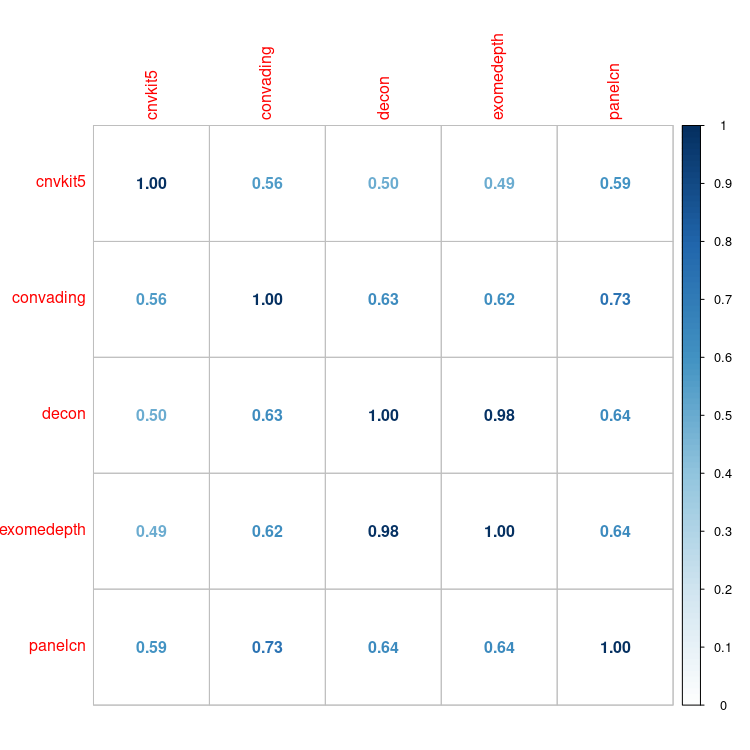 cnvkit5 convading decon exomedepth panelcn
cnvkit5 1.00 0.56 0.50 0.49 0.59
convading 0.56 1.00 0.63 0.62 0.73
decon 0.50 0.63 1.00 0.98 0.64
exomedepth 0.49 0.62 0.98 1.00 0.64
panelcn 0.59 0.73 0.64 0.64 1.00
1
0.9
0.8
0.7
0.6
0.5
0.4
0.3
0.2
0.1
0